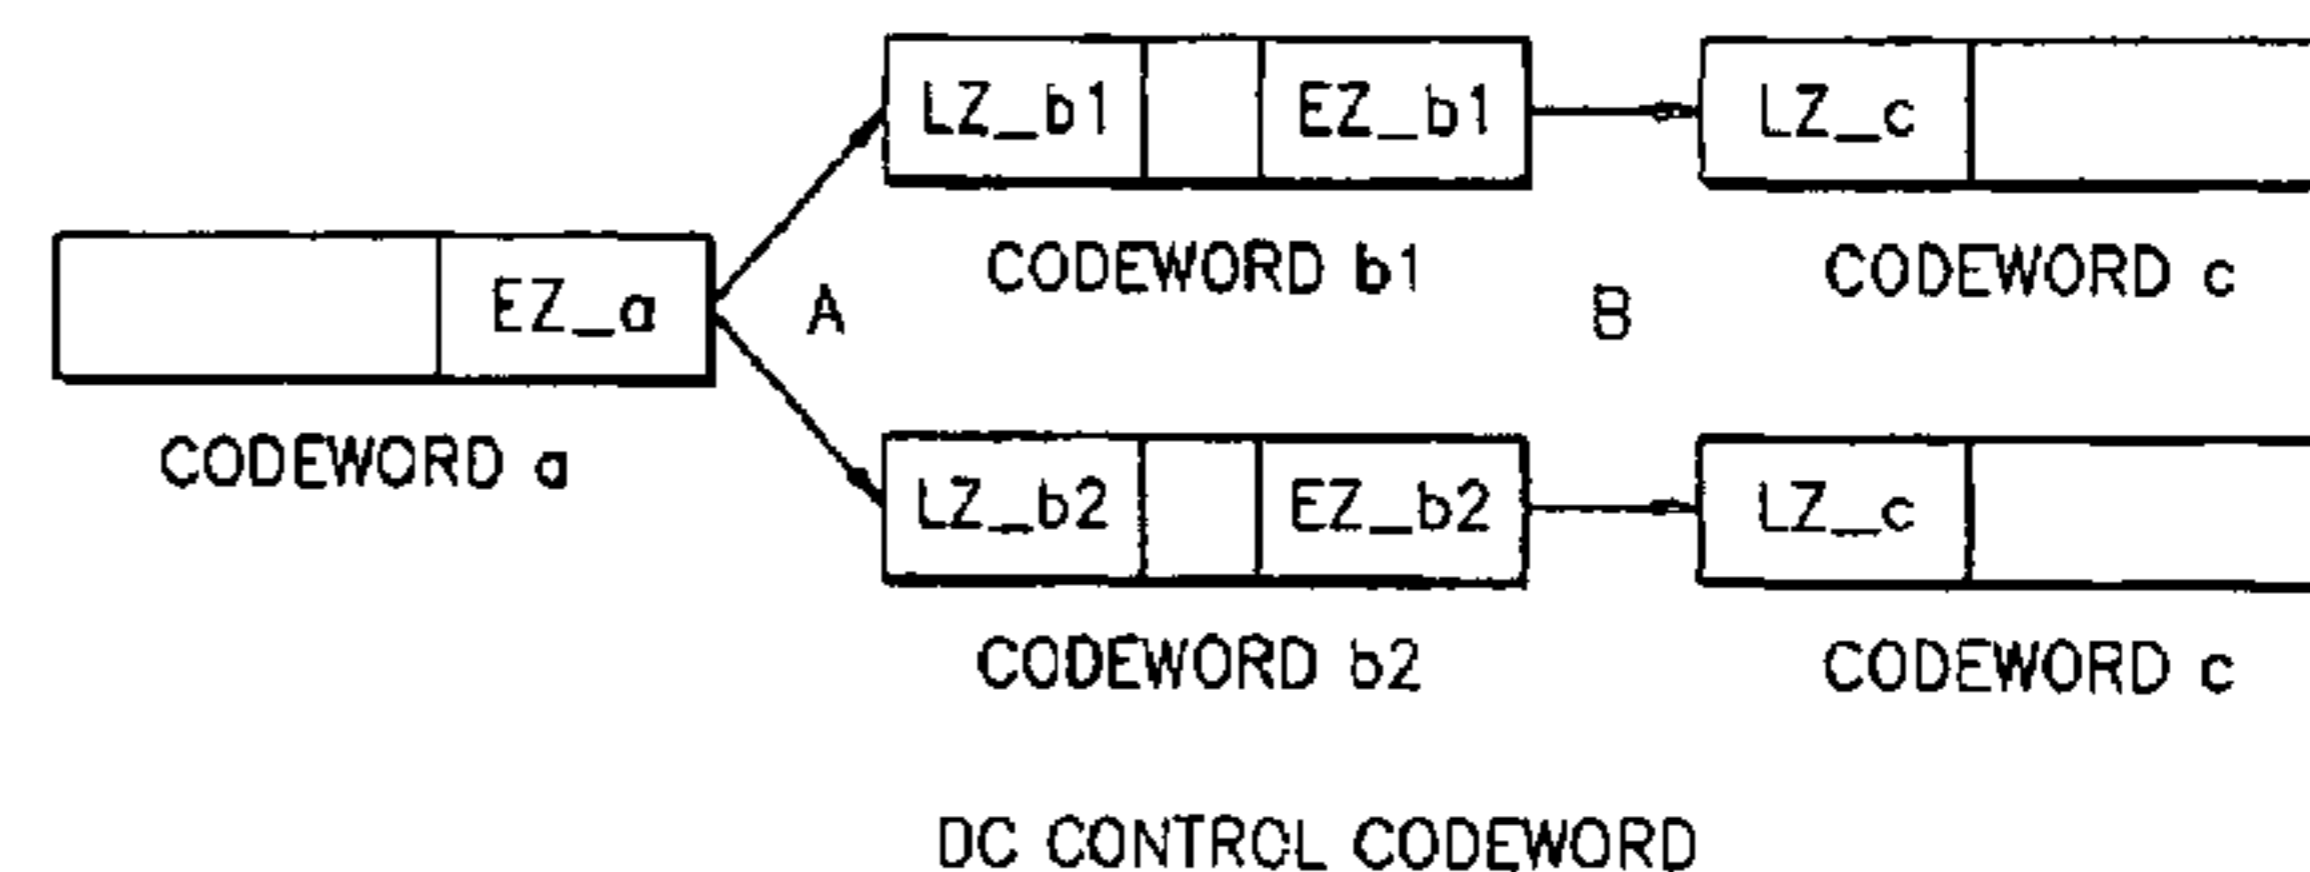 LZ_b1 EZ_b1 LZ_c
CODEWORD b1 CODEWORD c
EZ_a A B
CODEWORD a
LZ_b2 EZ_b2 LZ_c
CODEWORD b2 CODEWORD c
DC CONTROL CODEWORD